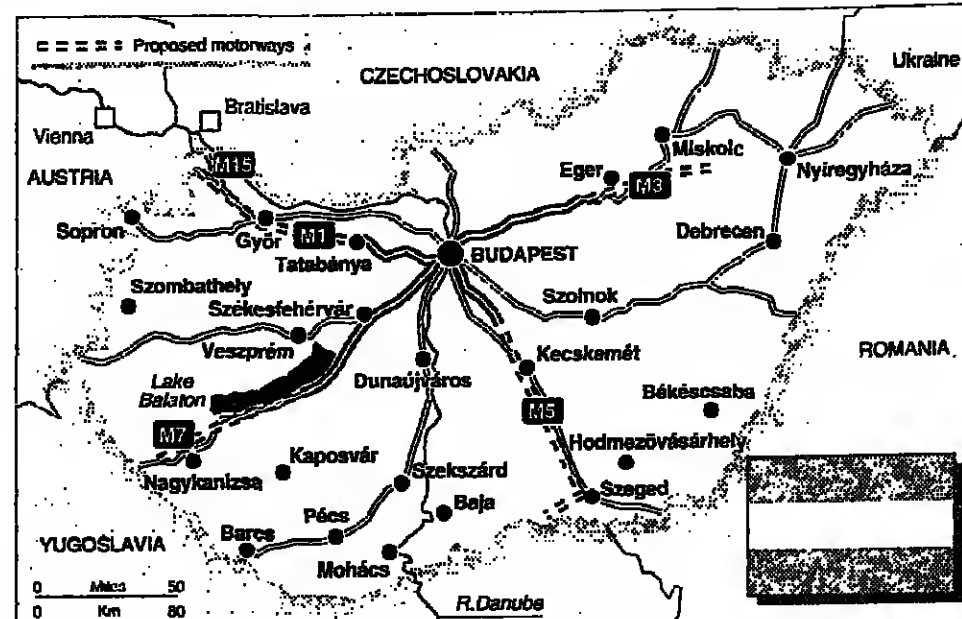 Proposed motorways
CZECHOSLOVAKIA
Ukraine
Bratislava
Vienna
M15
Miskolc
AUSTRIA
Eger
M3
Nyíregyháza
Sopron
Győr
M1
Tatabánya
BUDAPEST
Debrecen
Szombathely
Székesfehérvár
Szolnok
Veszprém
ROMANIA
Lake
Balaton
Dunaújváros
Kecskemét
Békéscsaba
M7
M5
Hodmezövásárhely
Nagykanizsa
Kaposvár
Szekszárd
Szeged
Baja
Pécs
Barcs
YUGOSLAVIA
Mohács
0 Miles 50
0 Km 80
R.Danube